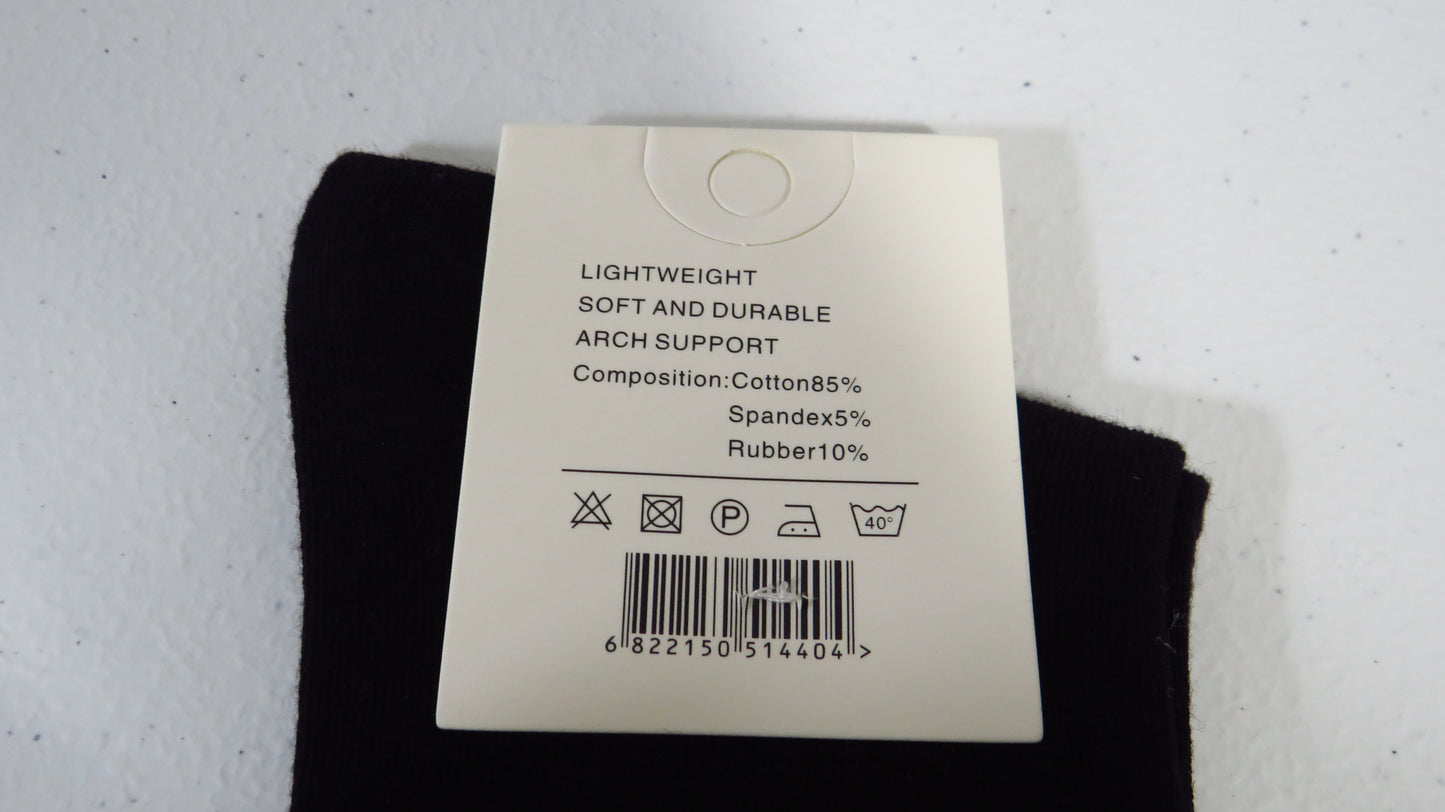 LIGHTWEIGHT
SOFT AND DURABLE
ARCH SUPPORT
Composition:Cotton85%
Spandex5%
Rubber10%
P 40°
6 822150 514404 >